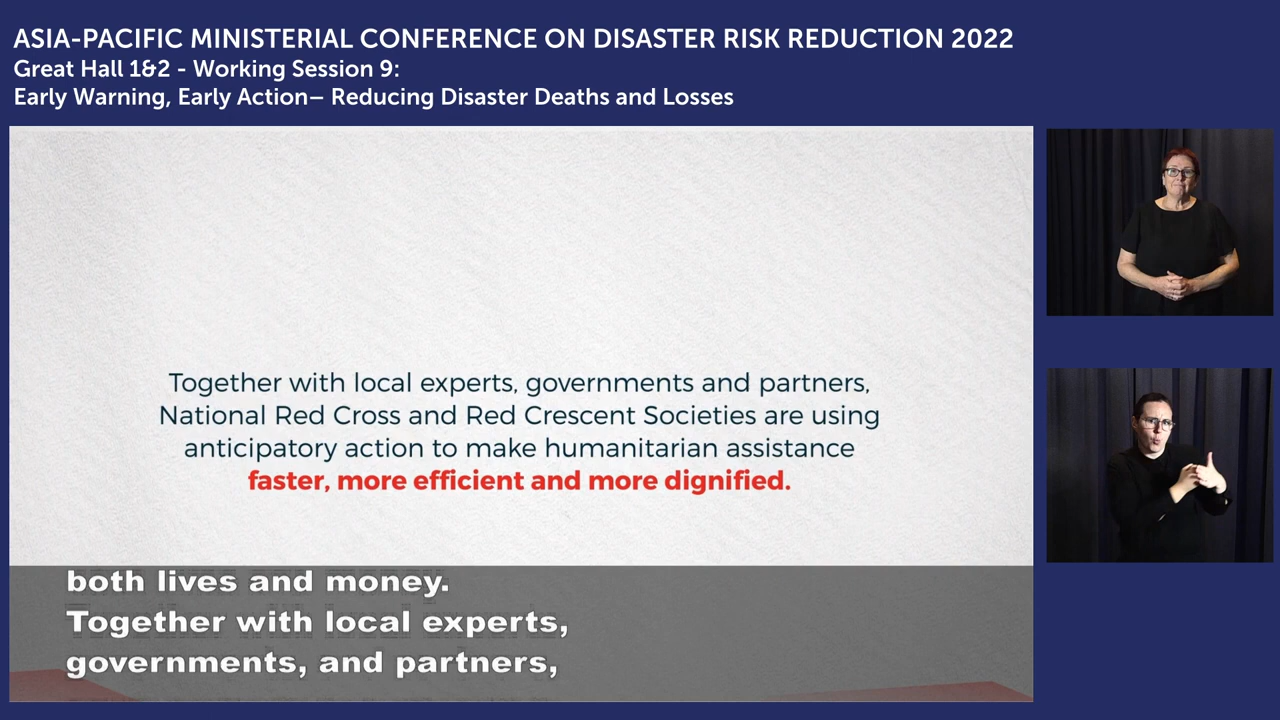 ASIA-PACIFIC MINISTERIAL CONFERENCE ON DISASTER RISK REDUCTION 2022
Great Hall 1&2 - Working Session 9:
Early Warning, Early Action– Reducing Disaster Deaths and Losses
Together with local experts, governments and partners,
National Red Cross and Red Crescent Societies are using
anticipatory action to make humanitarian assistance
faster, more efficient and more dignified.
both lives and money.
Together with local experts,
governments, and partners,